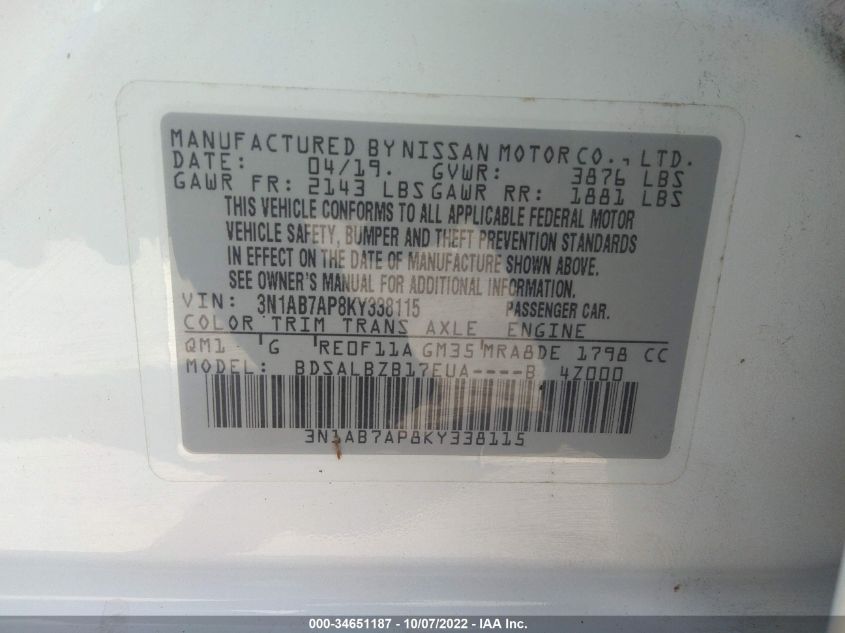 MANUFACTURED BY NISSAN MOTOR CO., LTD.
DATE: 04/19. GVWR: 3876 LBS
GAWR FR: 2143 LBS GAWR RR: 1881 LBS
THIS VEHICLE CONFORMS TO ALL APPLICABLE FEDERAL MOTOR
VEHICLE SAFETY, BUMPER AND THEFT PREVENTION STANDARDS
IN EFFECT ON THE DATE OF MANUFACTURE SHOWN ABOVE.
SEE OWNER'S MANUAL FOR ADDITIONAL INFORMATION.
VIN: 3N1AB7AP8KY338115 PASSENGER CAR.
COLOR TRIM TRANS AXLE ENGINE
QM1 G RE0F11A GM35 MRA8DE 1798 CC
MODEL: BDSALBZB17EUA----B 4Z000
3N1AB7AP8KY338115
000-34651187 - 10/07/2022 - IAA Inc.